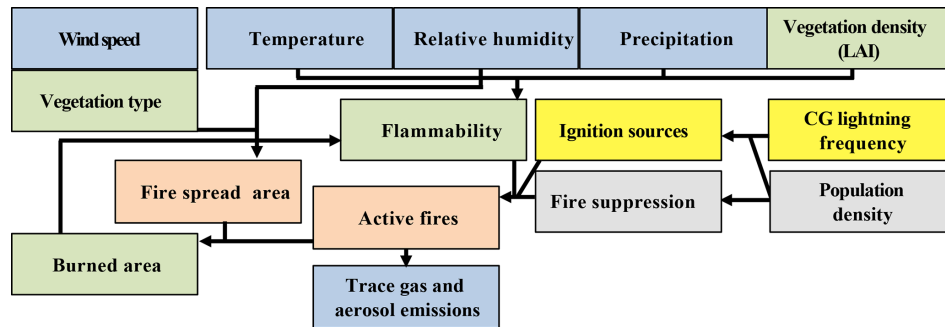 Wind speed
Temperature
Relative humidity
Precipitation
Vegetation density
(LAI)
Vegetation type
Flammability
Ignition sources
CG lightning
frequency
Fire spread area
Active fires
Fire suppression
Population
density
Burned area
Trace gas and
aerosol emissions